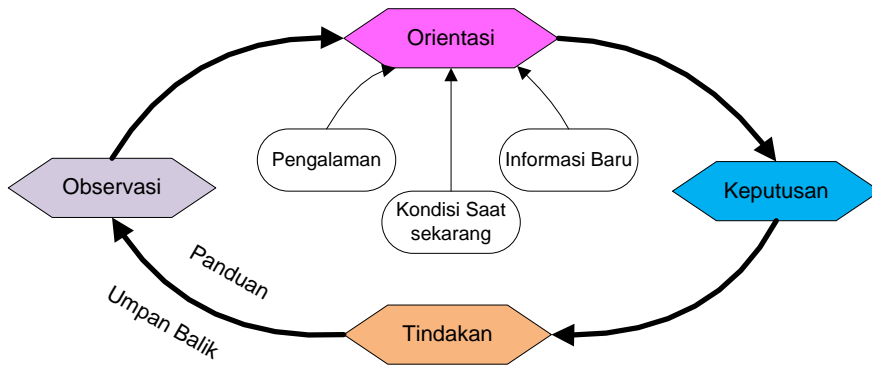 Orientasi
Pengalaman
Informasi Baru
Observasi
Keputusan
Kondisi Saat
sekarang
Panduan
Umpan Balik
Tindakan